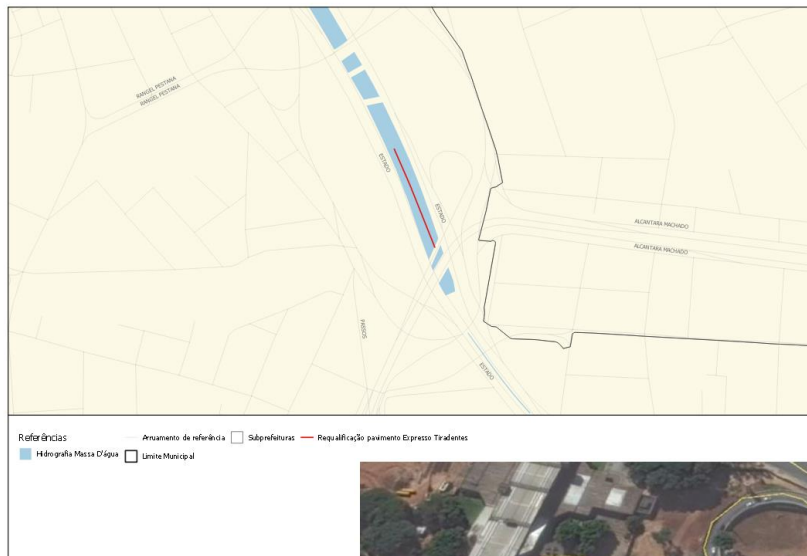 RANGEL PESTANA
RANGEL PESTANA
ESTADO
ESTADO
ALCANTARA MACHADO
ALCANTARA MACHADO
PASSOS
ESTADO
Referências
Arruamento de referência
Subprefeituras
Requalificação pavimento Expresso Tiradentes
Hidrografia Massa D'água
Limite Municipal